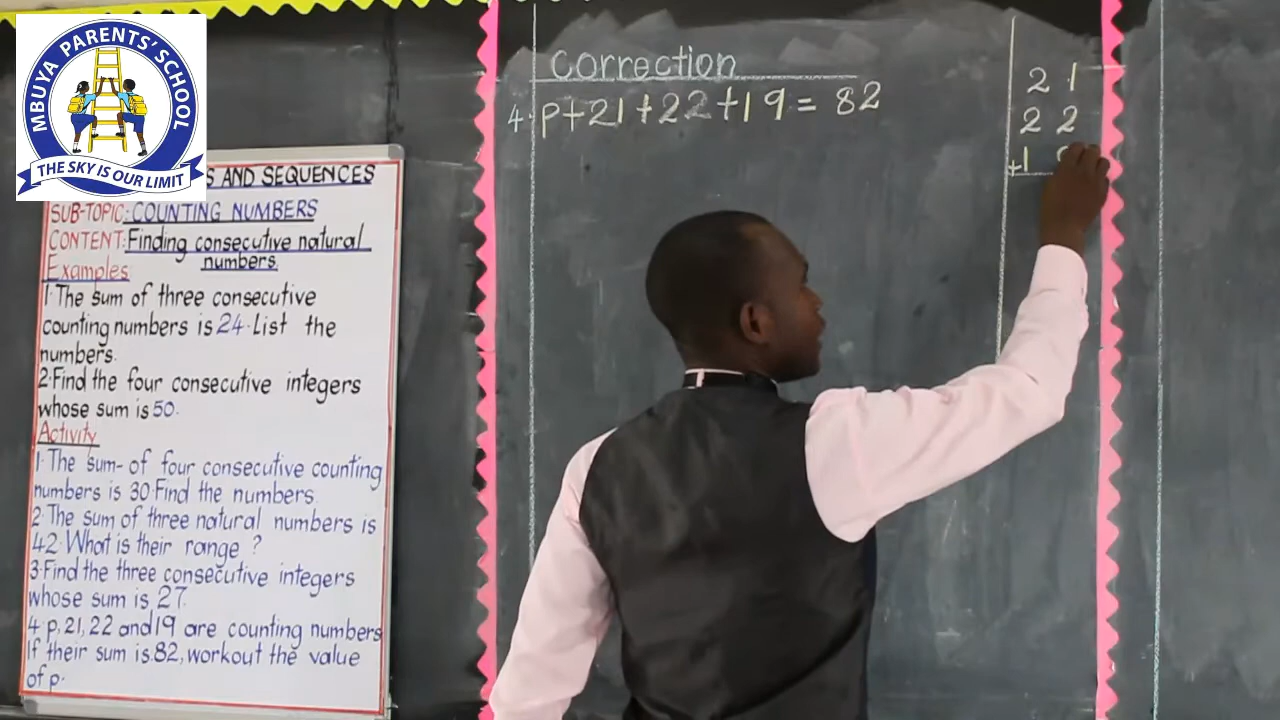 MBUYA PARENTS' SCHOOL
THE SKY IS OUR LIMIT
S AND SEQUENCES
SUB-TOPIC: COUNTING NUMBERS
CONTENT: Finding consecutive natural
numbers.
Examples
1. The sum of three consecutive
counting numbers is 24. List the
numbers.
2. Find the four consecutive integers
whose sum is 50.
Activity
1. The sum- of four consecutive counting
numbers is 30. Find the numbers.
2. The sum of three natural numbers is
42. What is their range ?
3. Find the three consecutive integers
whose sum is 27.
4 p, 21, 22 and 19 are counting numbers
If their sum is 82, workout the value
of p.
Correction
4. p+21+22+19 = 82
2 1
2 2
+1